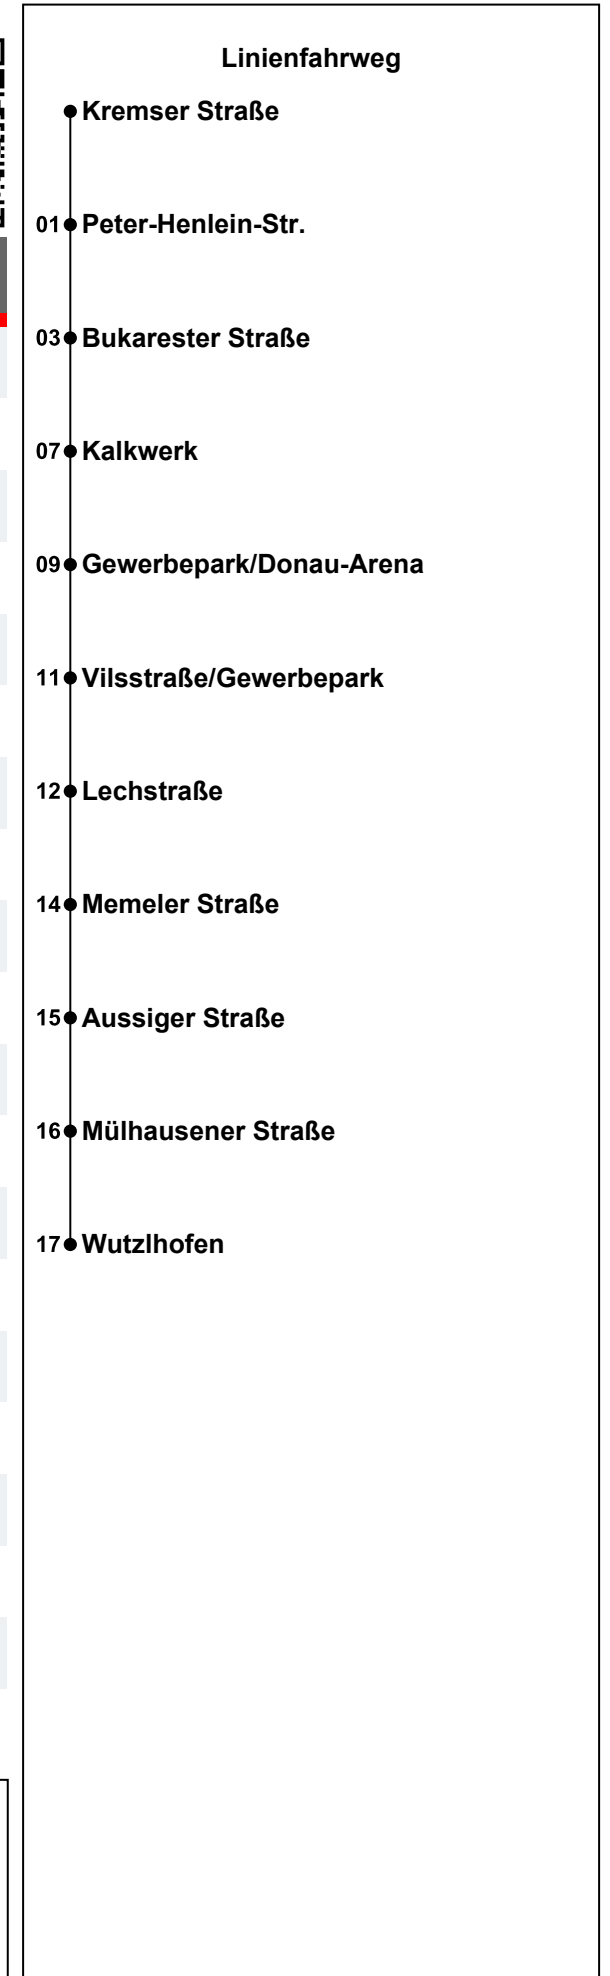 Linienfahrweg
Kremser Straße
01 Peter-Henlein-Str.
03 Bukarester Straße
07 Kalkwerk
09 Gewerbepark/Donau-Arena
11 Vilsstraße/Gewerbepark
12 Lechstraße
14 Memeler Straße
15 Aussiger Straße
16 Mülhausener Straße
17 Wutzlhofen